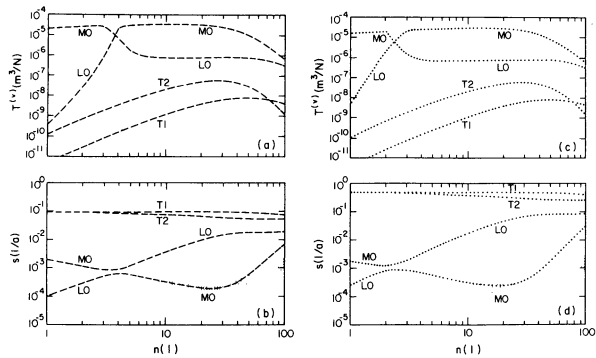 T^(v)(m³/N)
10⁻⁴
10⁻⁵
10⁻⁶
10⁻⁷
10⁻⁸
10⁻⁹
10⁻¹⁰
10⁻¹¹
MO
MO
LO
LO
T2
T1
(a)
T^(v)(m³/N)
10⁻⁴
10⁻⁵
10⁻⁶
10⁻⁷
10⁻⁸
10⁻⁹
10⁻¹⁰
10⁻¹¹
MO
MO
LO
LO
T2
T1
(c)
s(1/a)
10⁰
10⁻¹
10⁻²
10⁻³
10⁻⁴
10⁻⁵
T1
T2
LO
MO
LO
MO
(b)
1
10
100
n(1)
s(1/a)
10⁰
10⁻¹
10⁻²
10⁻³
10⁻⁴
10⁻⁵
T1
T2
LO
MO
LO
MO
(d)
1
10
100
n(1)